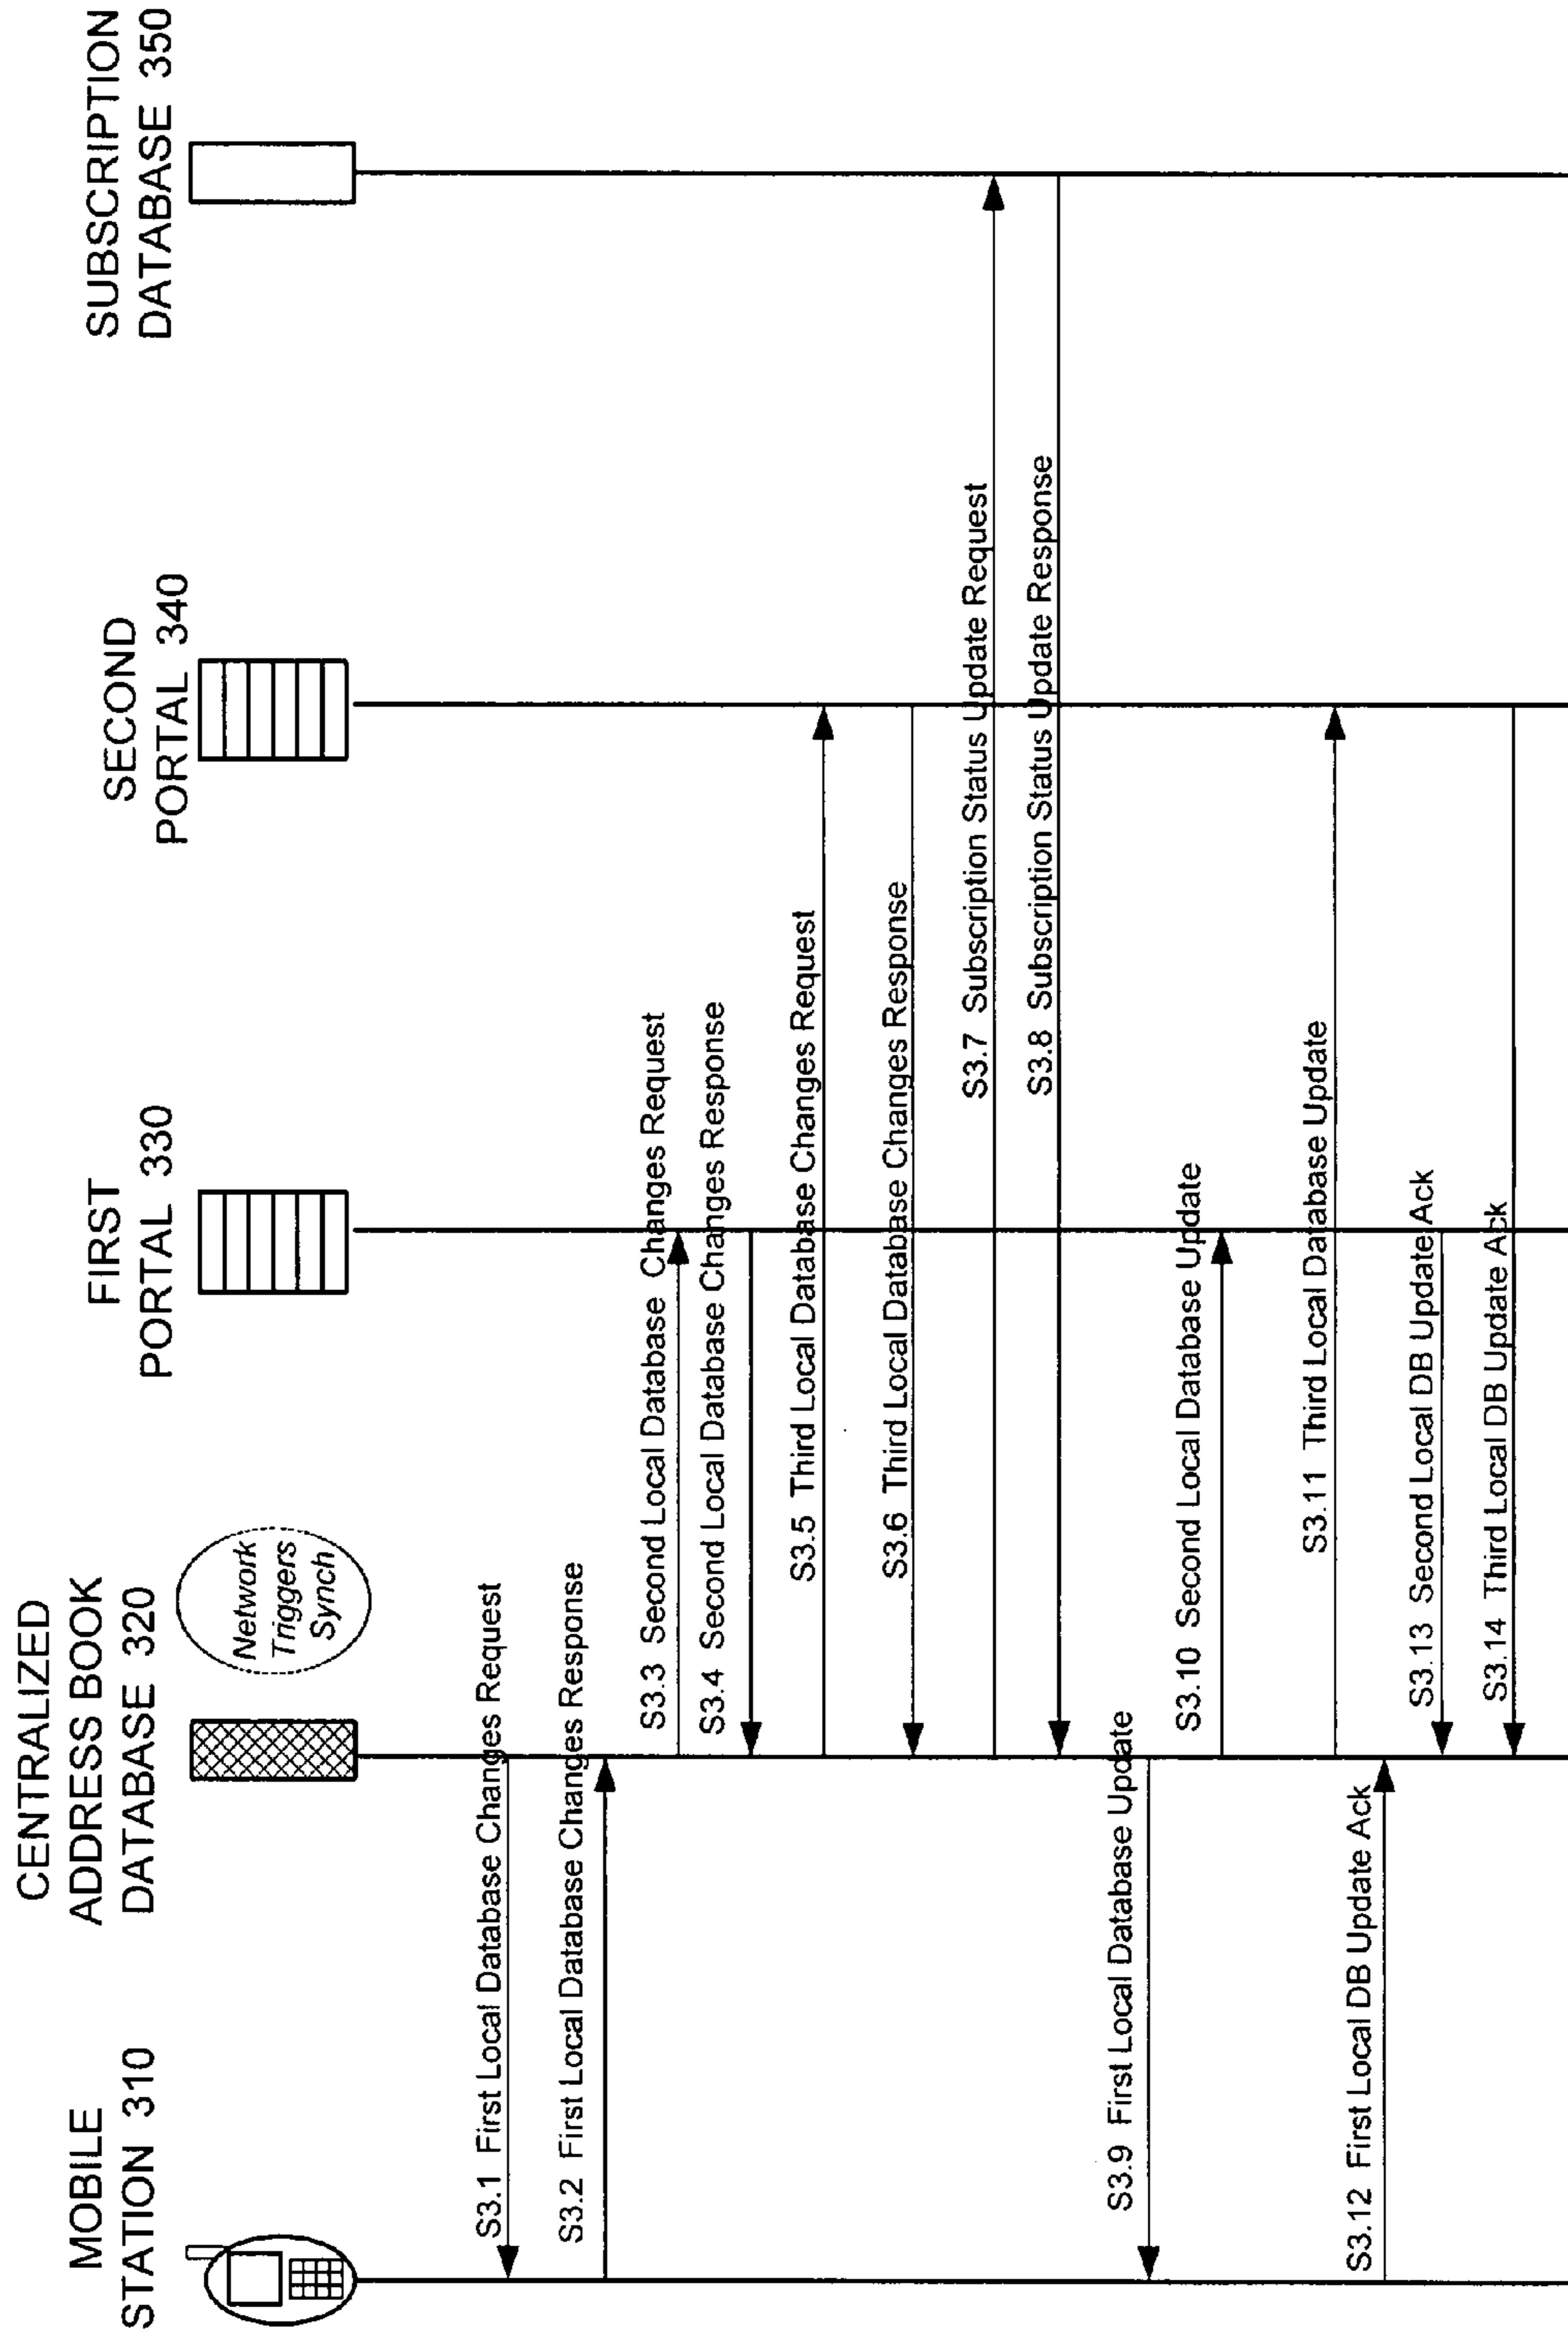 MOBILE
STATION 310
CENTRALIZED
ADDRESS BOOK
DATABASE 320
Network
Triggers
Synch
FIRST
PORTAL 330
SECOND
PORTAL 340
SUBSCRIPTION
DATABASE 350
S3.1 First Local Database Changes Request
S3.2 First Local Database Changes Response
S3.3 Second Local Database Changes Request
S3.4 Second Local Database Changes Response
S3.5 Third Local Database Changes Request
S3.6 Third Local Database Changes Response
S3.7 Subscription Status Update Request
S3.8 Subscription Status Update Response
S3.9 First Local Database Update
S3.10 Second Local Database Update
S3.11 Third Local Database Update
S3.12 First Local DB Update Ack
S3.13 Second Local DB Update Ack
S3.14 Third Local DB Update Ack